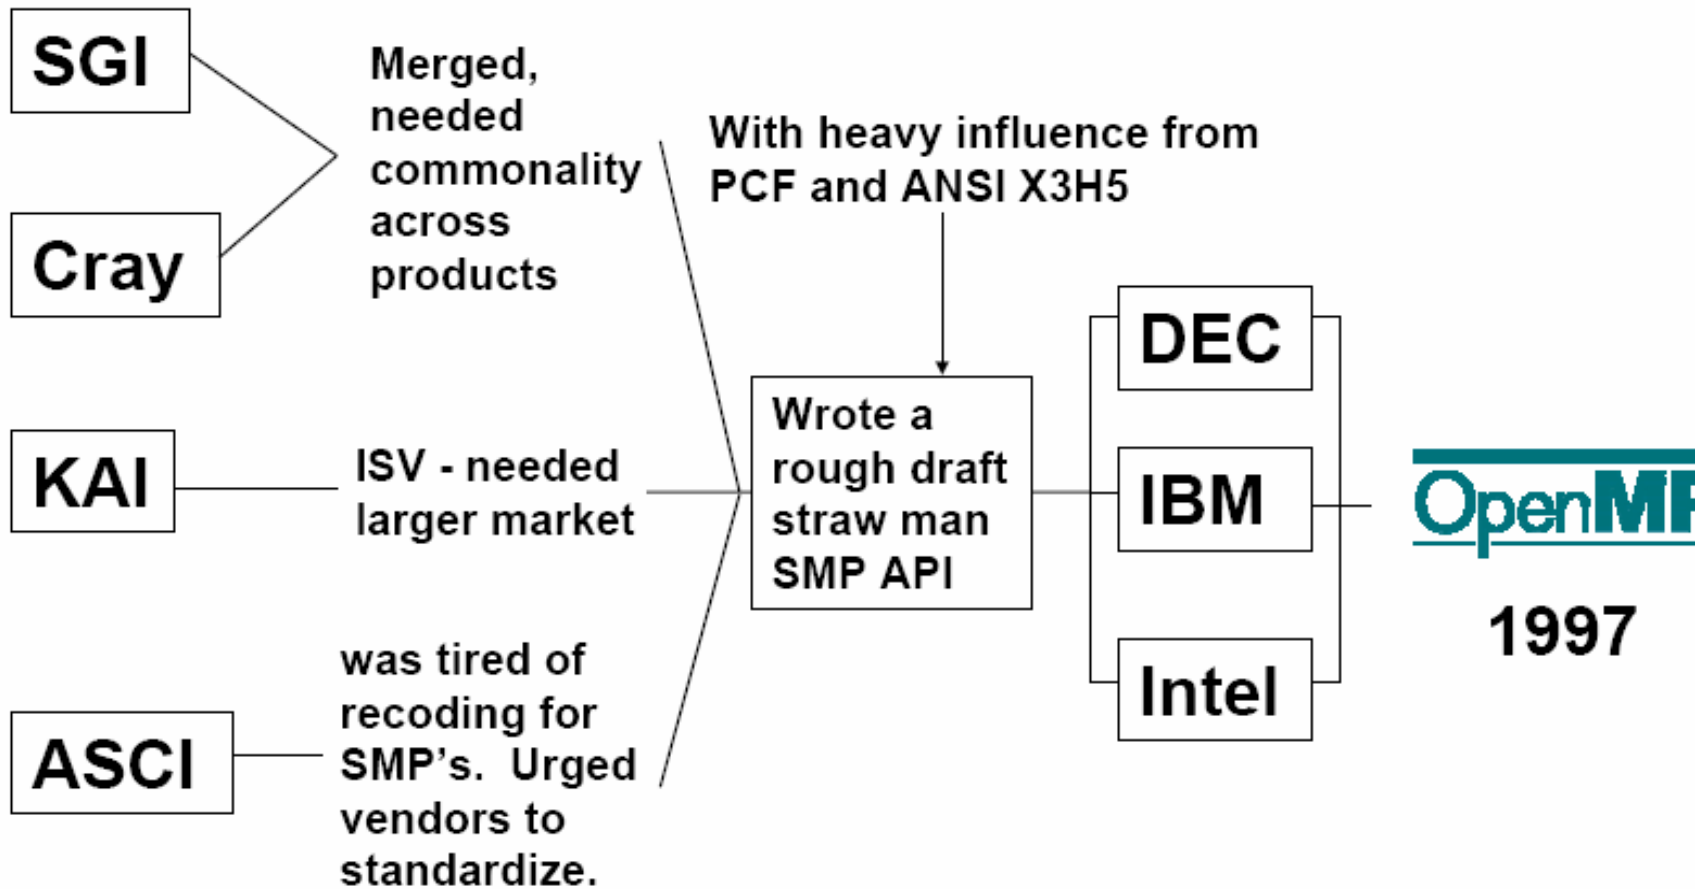 SGI
Cray
Merged,
needed
commonality
across
products
With heavy influence from
PCF and ANSI X3H5
KAI
ISV - needed
larger market
ASCI
was tired of
recoding for
SMP's.  Urged
vendors to
standardize.
Wrote a
rough draft
straw man
SMP API
DEC
IBM
Intel
OpenMP
1997